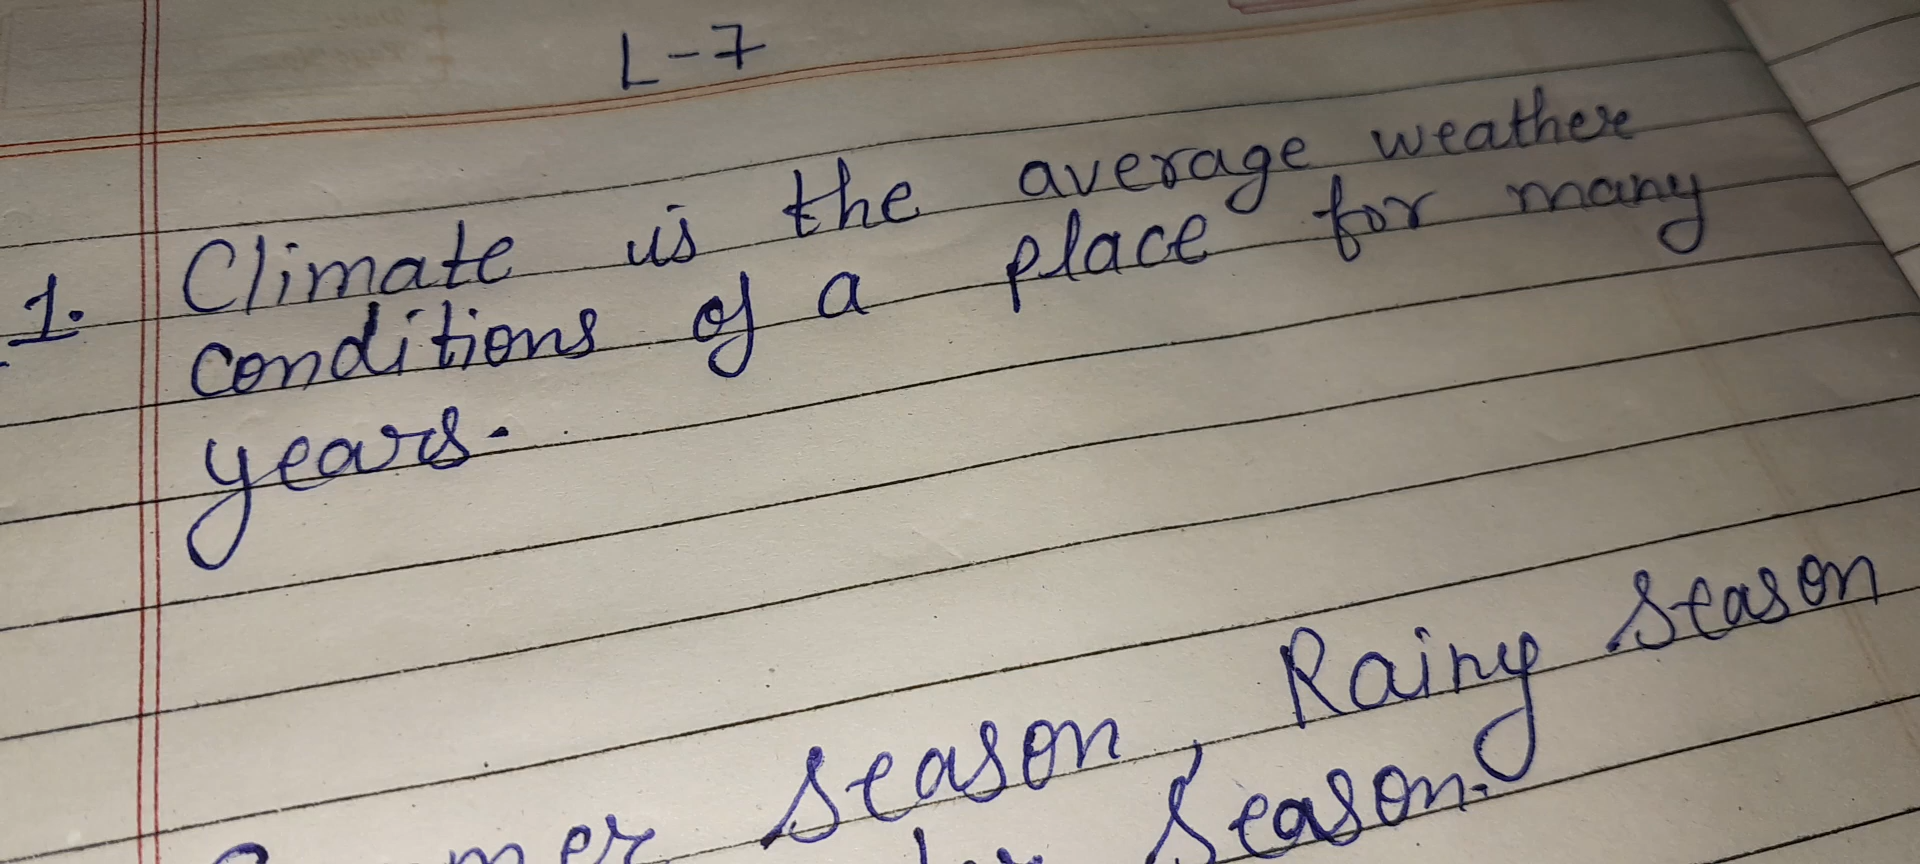 L-7
1. Climate is the average weather
conditions of a place for many
years.
season, Rainy season
season.